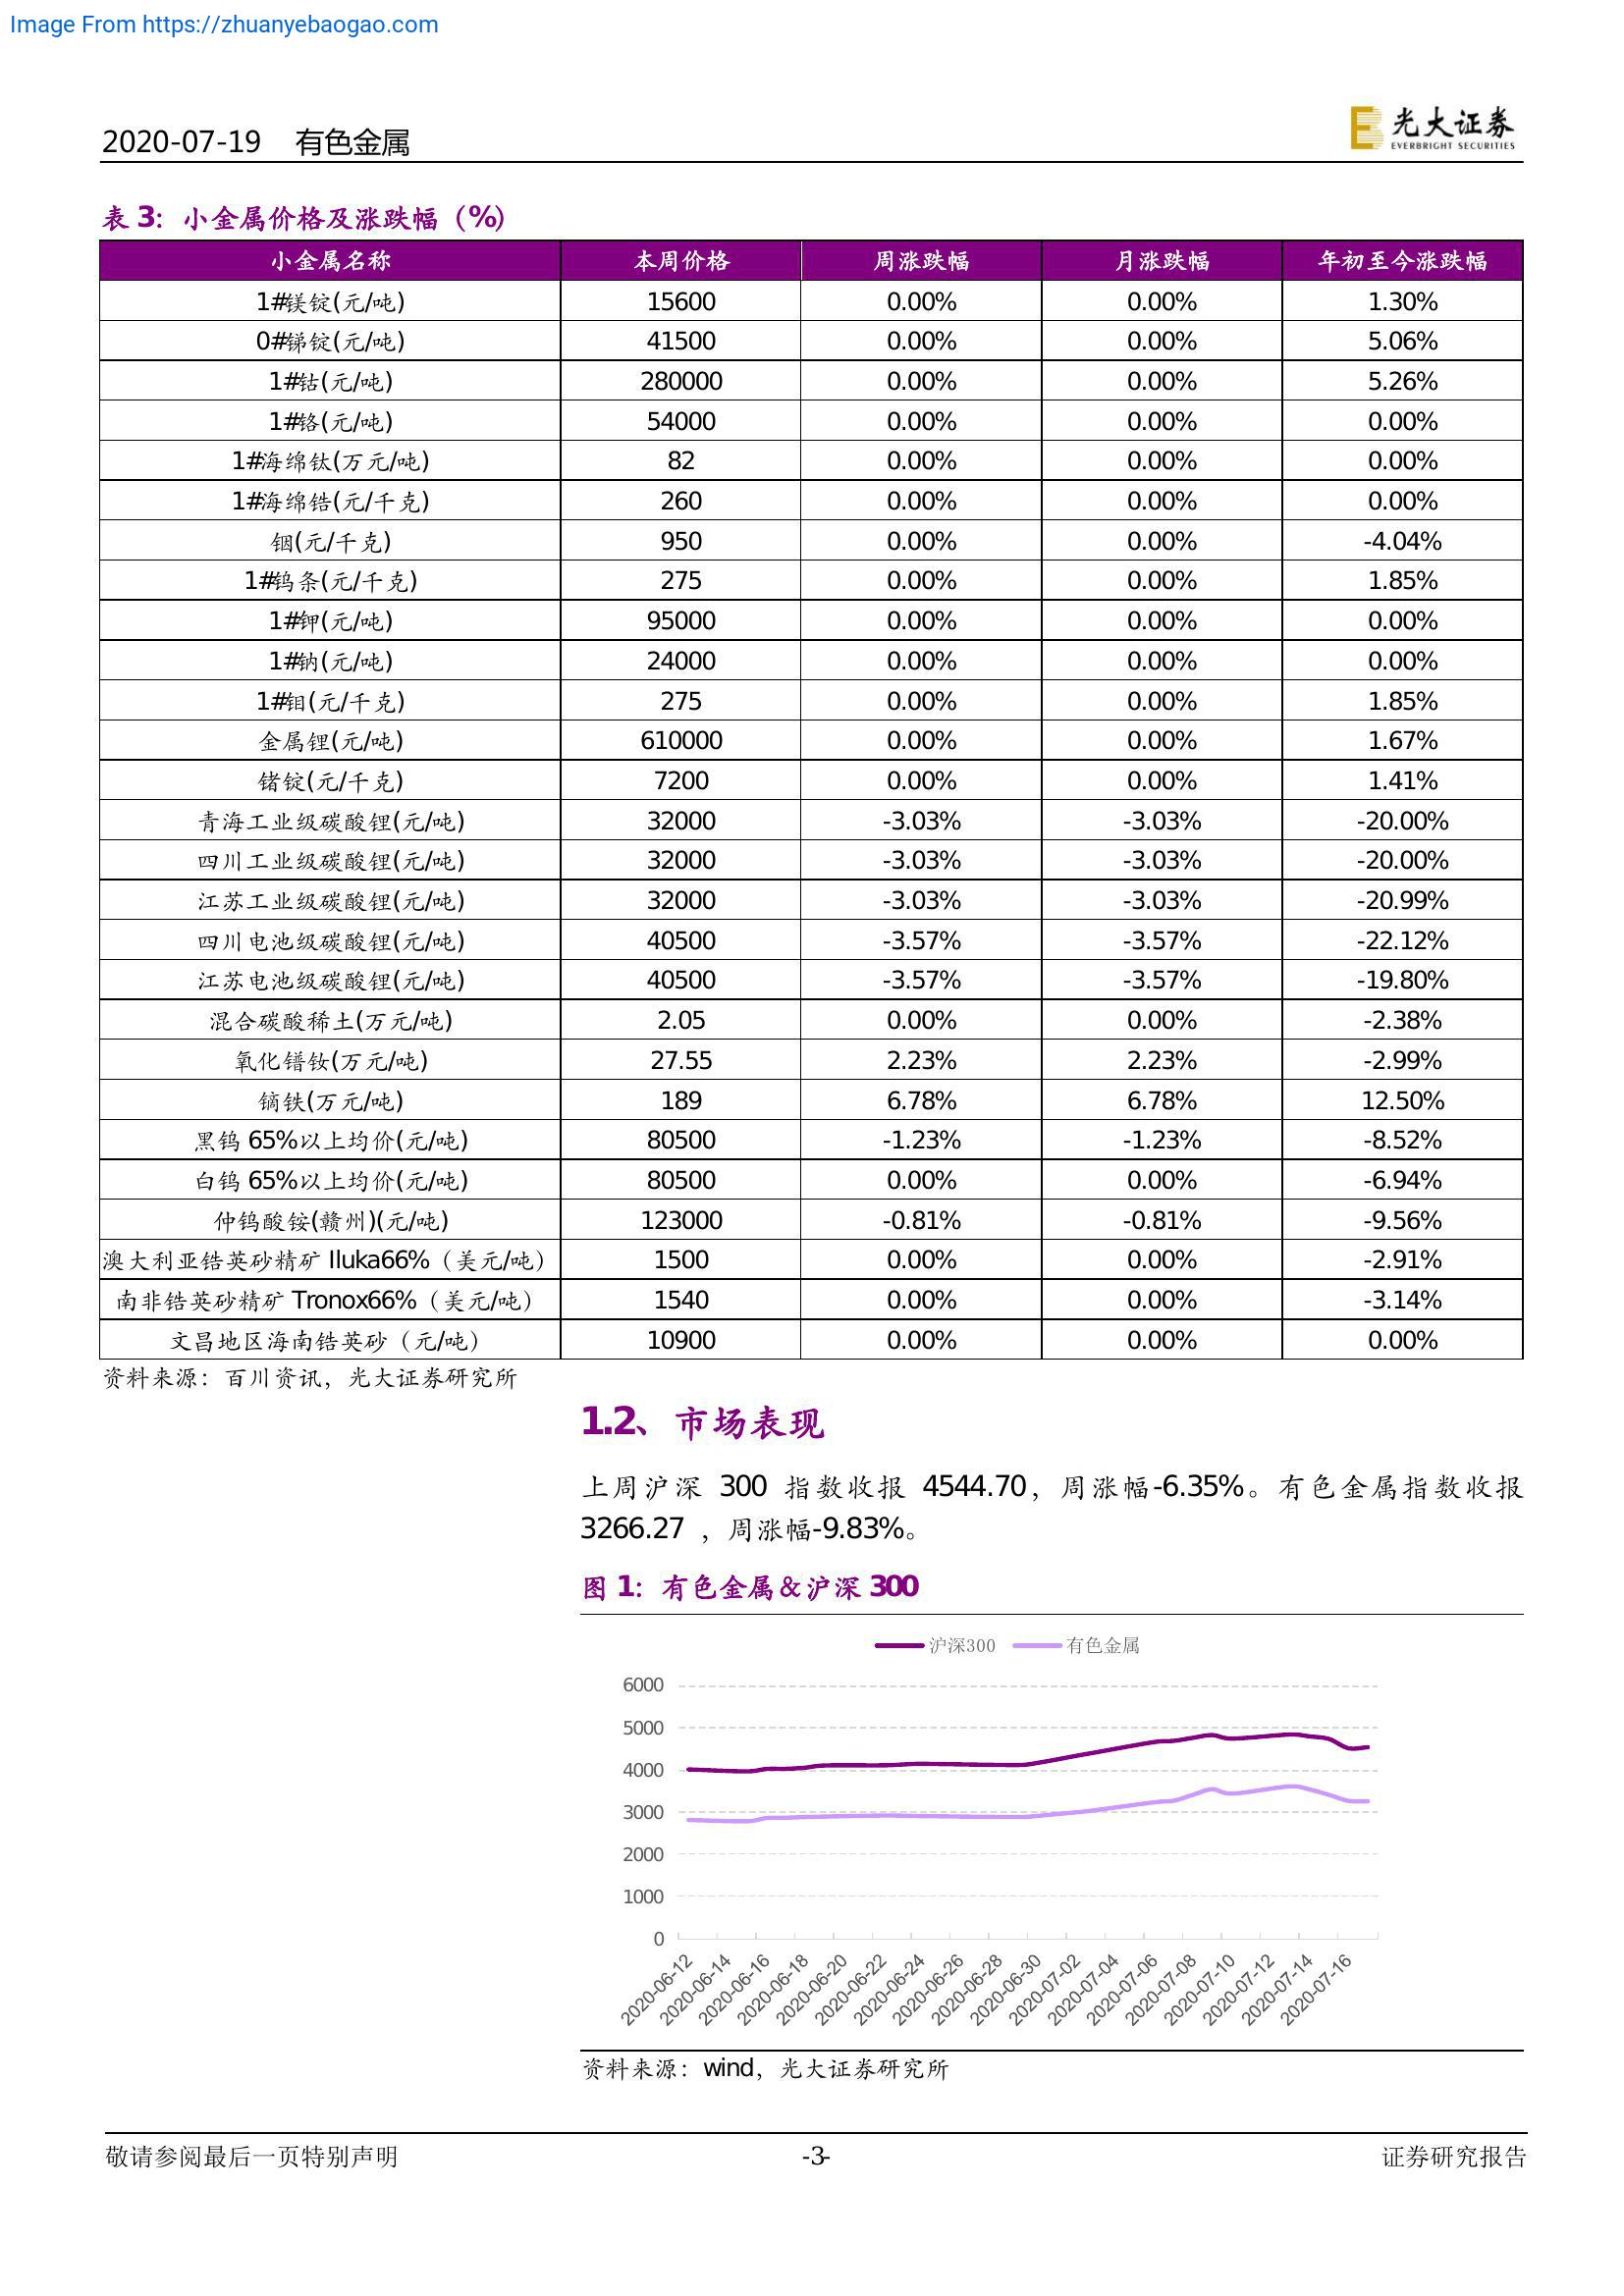 Image From https://zhuanyebaogao.com
2020-07-19 有色金属
光大证券
EVERBRIGHT SECURITIES
表 3：小金属价格及涨跌幅（%）
小金属名称 本周价格 周涨跌幅 月涨跌幅 年初至今涨跌幅
1#镁锭(元/吨) 15600 0.00% 0.00% 1.30%
0#锑锭(元/吨) 41500 0.00% 0.00% 5.06%
1#钴(元/吨) 280000 0.00% 0.00% 5.26%
1#铬(元/吨) 54000 0.00% 0.00% 0.00%
1#海绵钛(万元/吨) 82 0.00% 0.00% 0.00%
1#海绵锆(元/千克) 260 0.00% 0.00% 0.00%
铟(元/千克) 950 0.00% 0.00% -4.04%
1#钨条(元/千克) 275 0.00% 0.00% 1.85%
1#钾(元/吨) 95000 0.00% 0.00% 0.00%
1#钠(元/吨) 24000 0.00% 0.00% 0.00%
1#钼(元/千克) 275 0.00% 0.00% 1.85%
金属锂(元/吨) 610000 0.00% 0.00% 1.67%
锗锭(元/千克) 7200 0.00% 0.00% 1.41%
青海工业级碳酸锂(元/吨) 32000 -3.03% -3.03% -20.00%
四川工业级碳酸锂(元/吨) 32000 -3.03% -3.03% -20.00%
江苏工业级碳酸锂(元/吨) 32000 -3.03% -3.03% -20.99%
四川电池级碳酸锂(元/吨) 40500 -3.57% -3.57% -22.12%
江苏电池级碳酸锂(元/吨) 40500 -3.57% -3.57% -19.80%
混合碳酸稀土(万元/吨) 2.05 0.00% 0.00% -2.38%
氧化镨钕(万元/吨) 27.55 2.23% 2.23% -2.99%
镝铁(万元/吨) 189 6.78% 6.78% 12.50%
黑钨 65%以上均价(元/吨) 80500 -1.23% -1.23% -8.52%
白钨 65%以上均价(元/吨) 80500 0.00% 0.00% -6.94%
仲钨酸铵(赣州)(元/吨) 123000 -0.81% -0.81% -9.56%
澳大利亚锆英砂精矿 Iluka66%（美元/吨） 1500 0.00% 0.00% -2.91%
南非锆英砂精矿 Tronox66%（美元/吨） 1540 0.00% 0.00% -3.14%
文昌地区海南锆英砂（元/吨） 10900 0.00% 0.00% 0.00%
资料来源：百川资讯，光大证券研究所
1.2、市场表现
上周沪深 300 指数收报 4544.70，周涨幅-6.35%。有色金属指数收报
3266.27 ，周涨幅-9.83%。
图 1：有色金属＆沪深 300
沪深300 有色金属
6000
5000
4000
3000
2000
1000
0
2020-06-12 2020-06-14 2020-06-16 2020-06-18 2020-06-20 2020-06-22 2020-06-24 2020-06-26 2020-06-28 2020-06-30 2020-07-02 2020-07-04 2020-07-06 2020-07-08 2020-07-10 2020-07-12 2020-07-14 2020-07-16
资料来源：wind，光大证券研究所
敬请参阅最后一页特别声明 -3- 证券研究报告